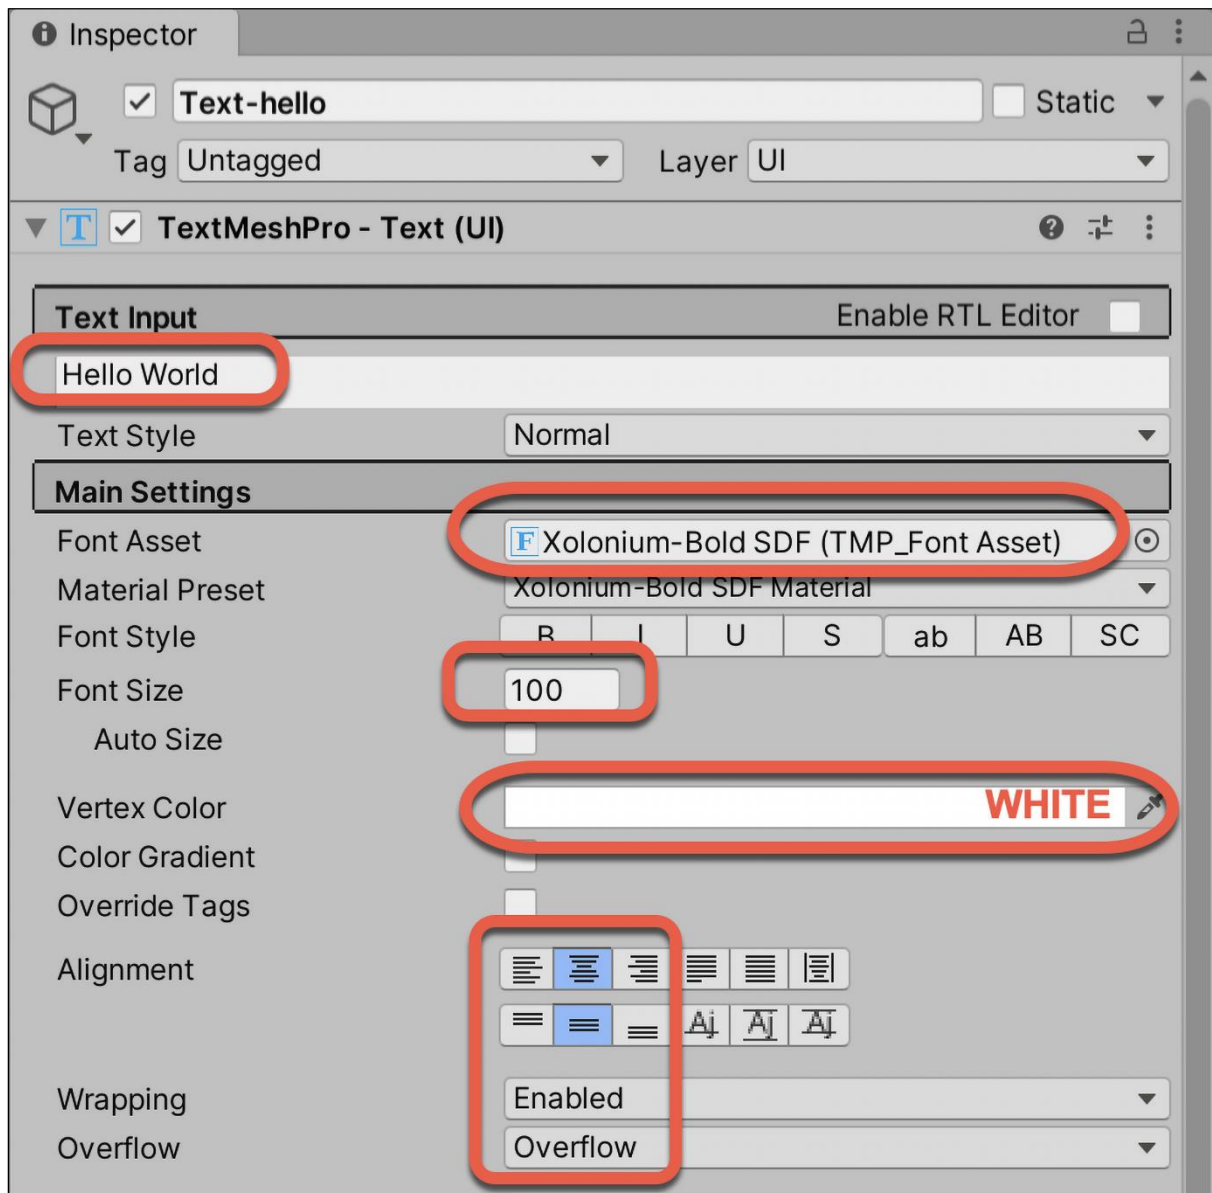 Inspector
Text-hello Static
Tag Untagged Layer UI
TextMeshPro - Text (UI)
Text Input Enable RTL Editor
Hello World
Text Style Normal
Main Settings
Font Asset F Xolonium-Bold SDF (TMP_Font Asset)
Material Preset Xolonium-Bold SDF Material
Font Style B I U S ab AB SC
Font Size 100
Auto Size
Vertex Color WHITE
Color Gradient
Override Tags
Alignment
Aj Aj Aj
Wrapping Enabled
Overflow Overflow